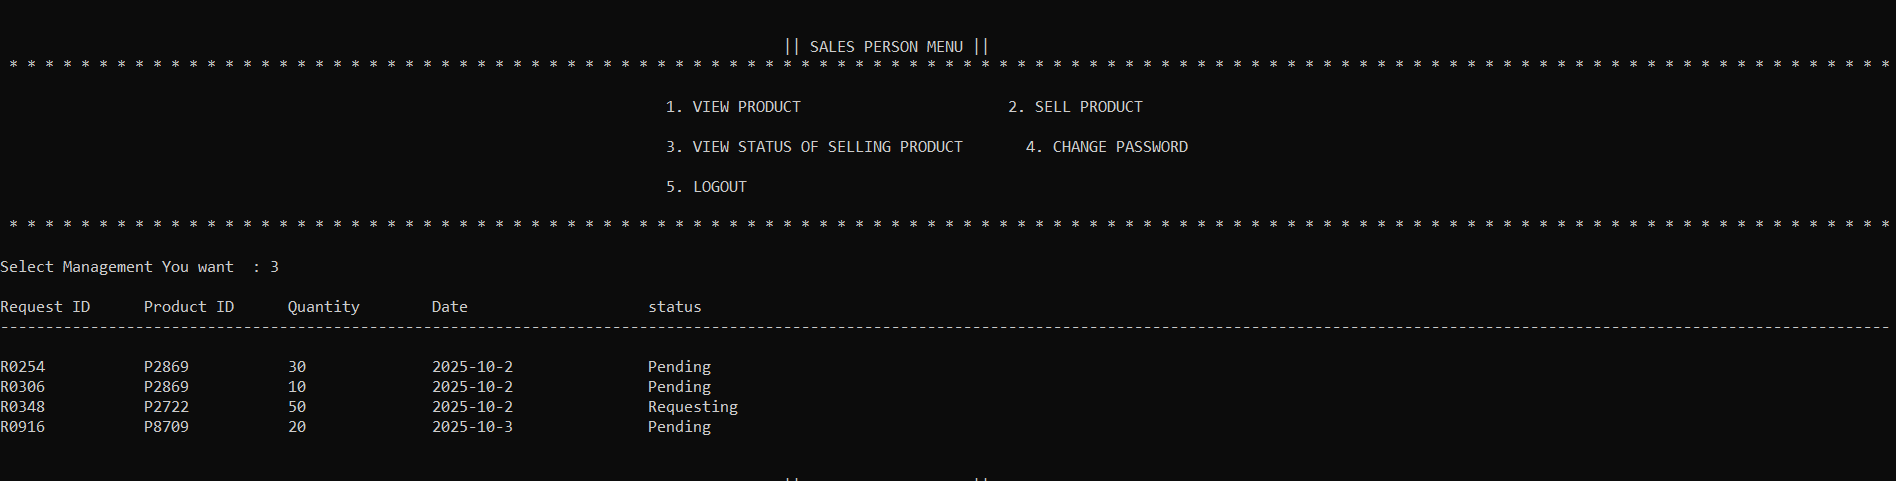 || SALES PERSON MENU ||
* * * * * * * * * * * * * * * * * * * * * * * * * * * * * * * * * * * * * * * * * * * * * * * * * * * * * * * * * * * * * * * * * * * * * * * * * * * * * * * * * * * * * * * * * * * * * * * * * * * * * * * * *
1. VIEW PRODUCT 2. SELL PRODUCT
3. VIEW STATUS OF SELLING PRODUCT 4. CHANGE PASSWORD
5. LOGOUT
* * * * * * * * * * * * * * * * * * * * * * * * * * * * * * * * * * * * * * * * * * * * * * * * * * * * * * * * * * * * * * * * * * * * * * * * * * * * * * * * * * * * * * * * * * * * * * * * * * * * * * * * *
Select Management You want  : 3
Request ID Product ID Quantity Date status
------------------------------------------------------------------------------------------------------------------------------------------------------------------------------------------------------------------
R0254 P2869 30 2025-10-2 Pending
R0306 P2869 10 2025-10-2 Pending
R0348 P2722 50 2025-10-2 Requesting
R0916 P8709 20 2025-10-3 Pending